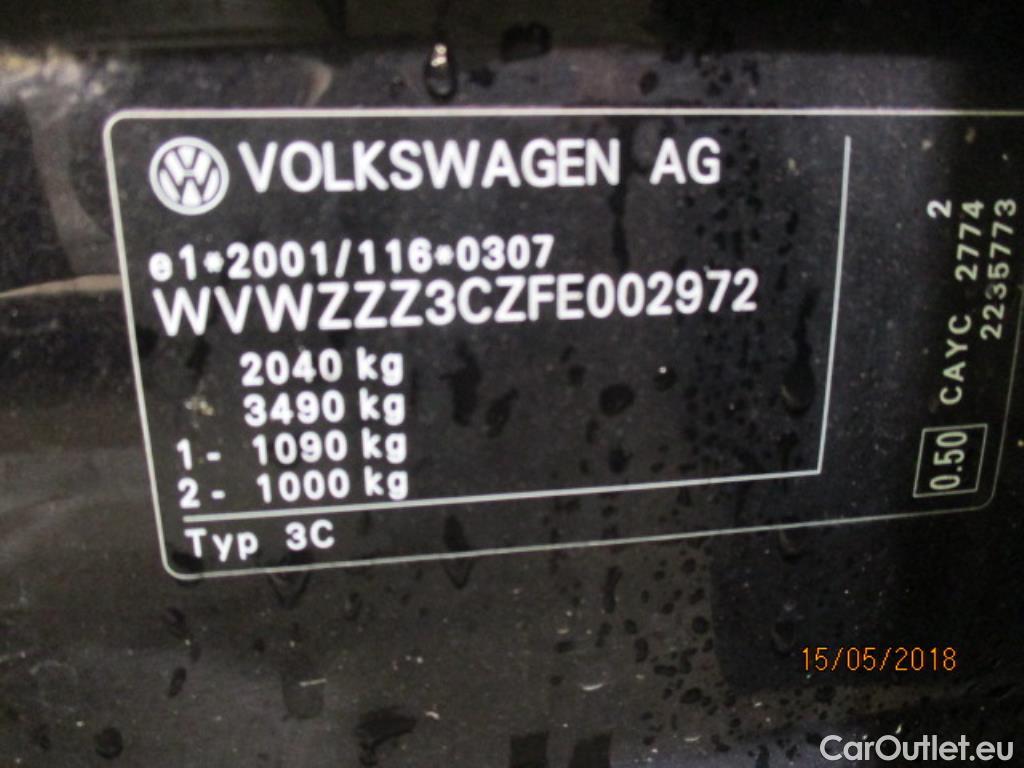 VOLKSWAGEN AG
e1*2001/116*0307
WVWZZZ3CZFE002972
2040 kg
3490 kg
1- 1090 kg
2- 1000 kg
Typ 3C
2
CAYC 2774
2235773
0.50
15/05/2018
CarOutlet.eu